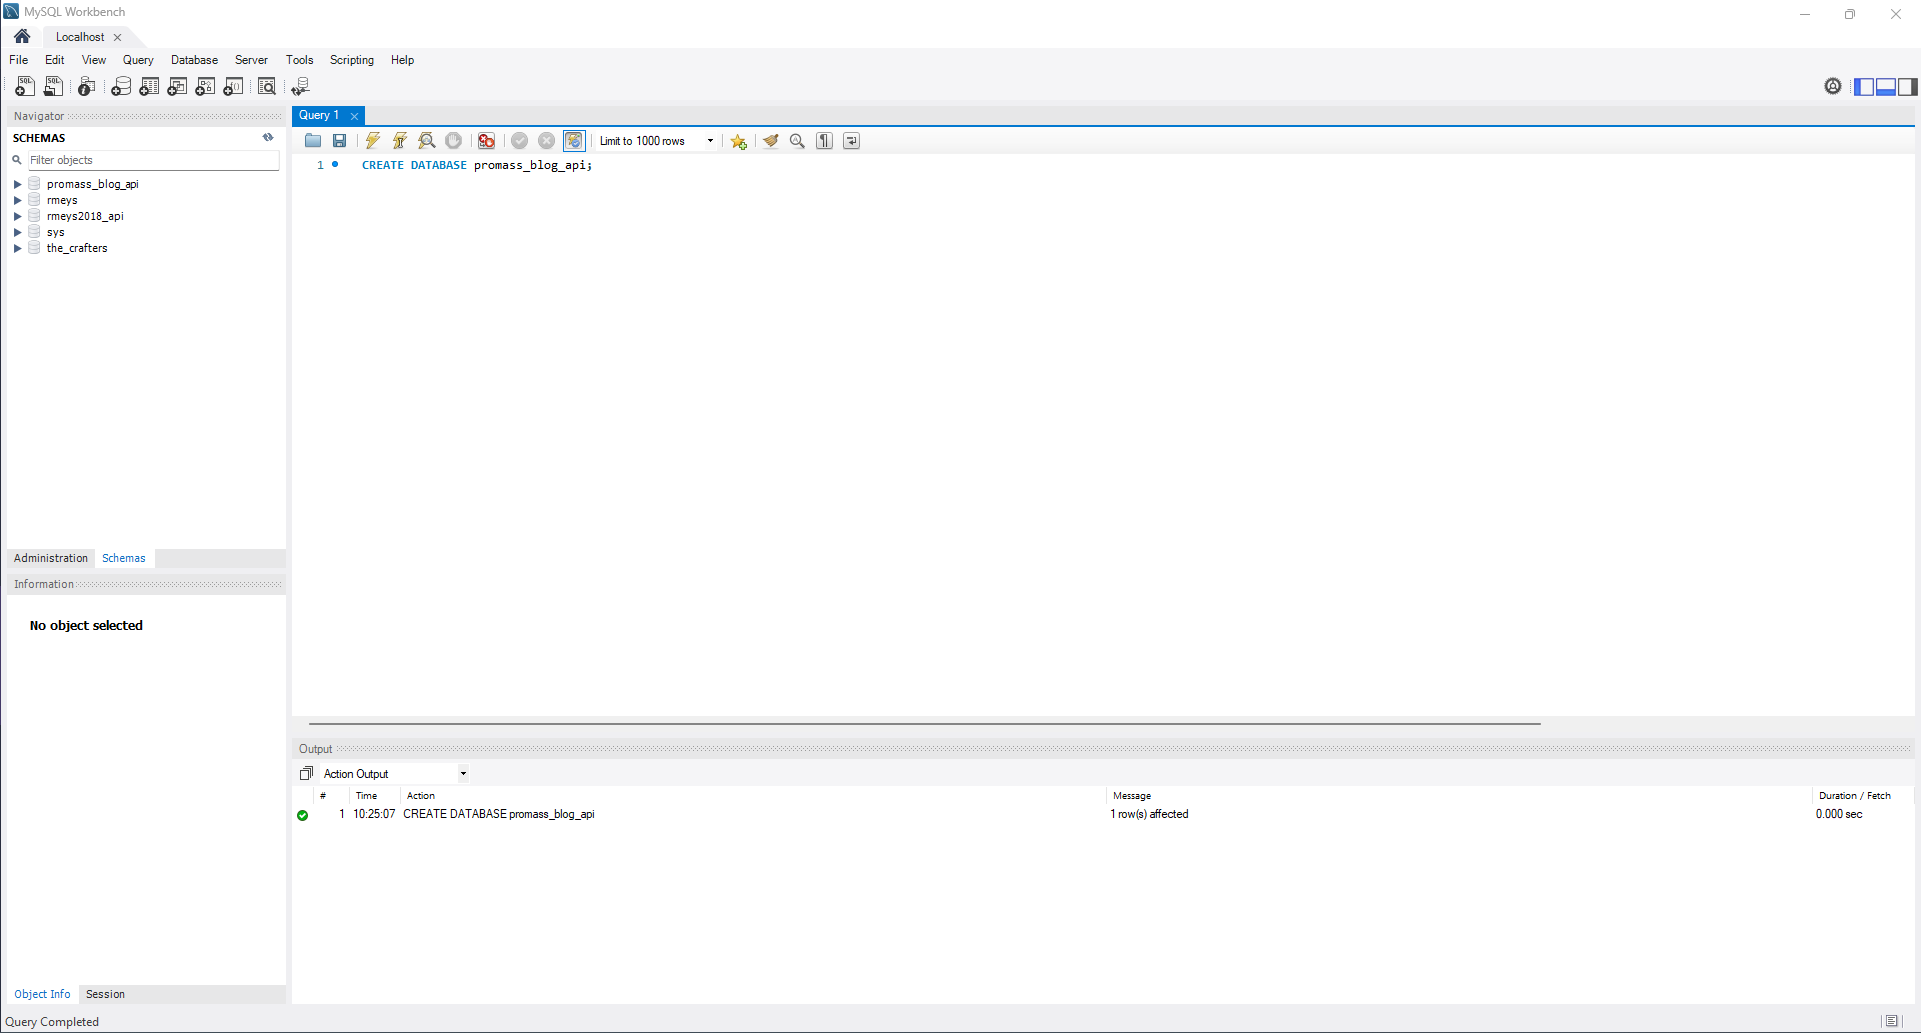 MySQL Workbench
Localhost
File Edit View Query Database Server Tools Scripting Help
Navigator
SCHEMAS
Filter objects
promass_blog_api
rmeys
rmeys2018_api
sys
the_crafters
Administration Schemas
Information
No object selected
Object Info Session
Query 1
Limit to 1000 rows
1 CREATE DATABASE promass_blog_api;
Output
Action Output
# Time Action Message Duration / Fetch
1 10:25:07 CREATE DATABASE promass_blog_api 1 row(s) affected 0.000 sec
Query Completed